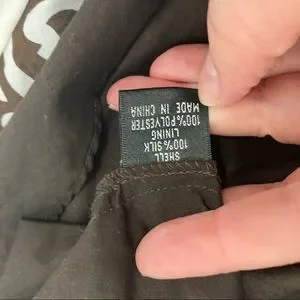 SHELL
100%SILK
LINING
100%POLYESTER
MADE IN CHINA